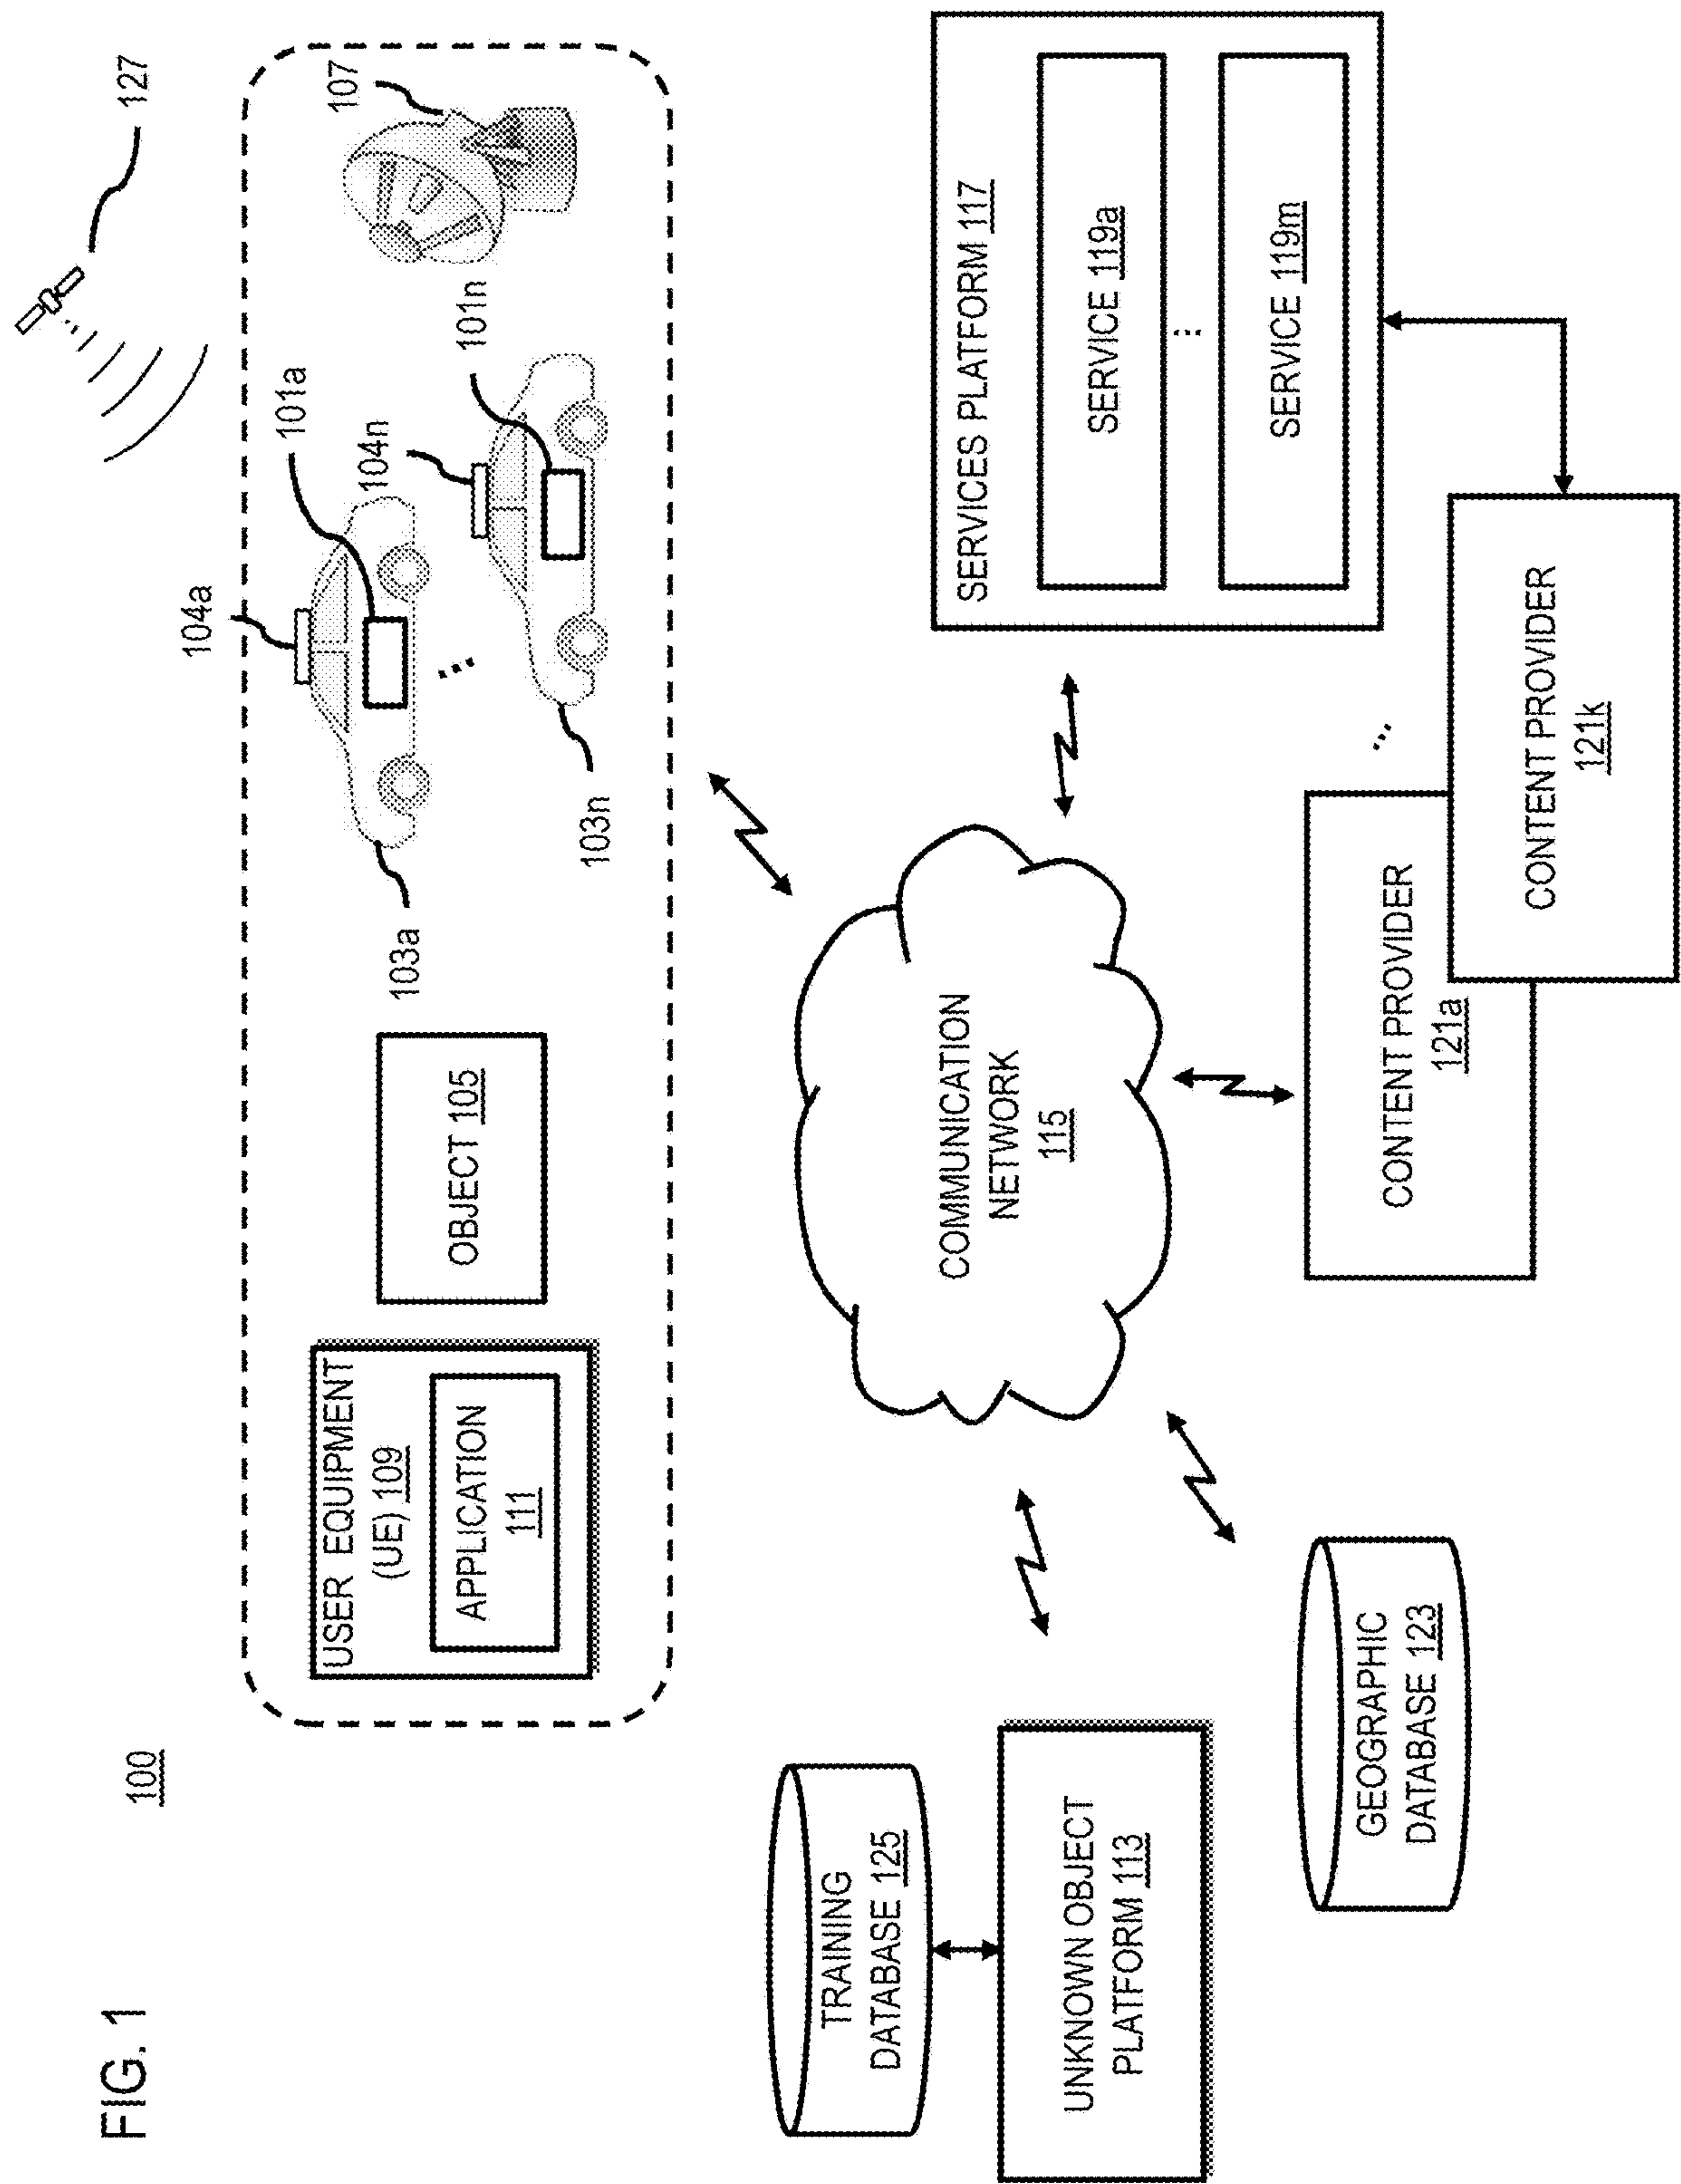 FIG. 1
100
127
USER EQUIPMENT
(UE) 109
APPLICATION
111
OBJECT 105
103a
104a
101a
103n
104n
101n
107
TRAINING
DATABASE 125
UNKNOWN OBJECT
PLATFORM 113
GEOGRAPHIC
DATABASE 123
COMMUNICATION
NETWORK
115
SERVICES PLATFORM 117
SERVICE 119a
...
SERVICE 119m
CONTENT PROVIDER
121a
...
CONTENT PROVIDER
121k